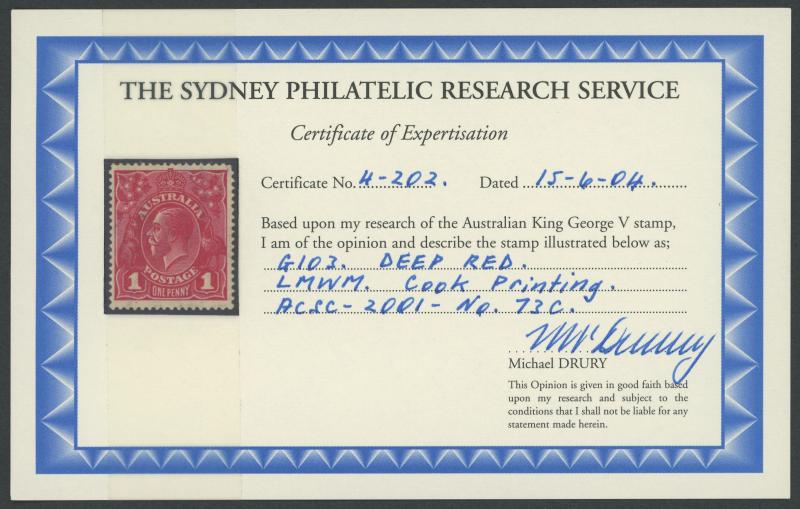 THE SYDNEY PHILATELIC RESEARCH SERVICE
Certificate of Expertisation
Certificate No. H-202. Dated 15-6-04.
Based upon my research of the Australian King George V stamp,
I am of the opinion and describe the stamp illustrated below as;
G103. DEEP RED.
LMWM. Cook Printing.
ACSC-2001-No. 73C.
Mr Drury
Michael DRURY
This Opinion is given in good faith based
upon my research and subject to the
conditions that I shall not be liable for any
statement made herein.
AUSTRALIA
1 POSTAGE 1
ONE PENNY